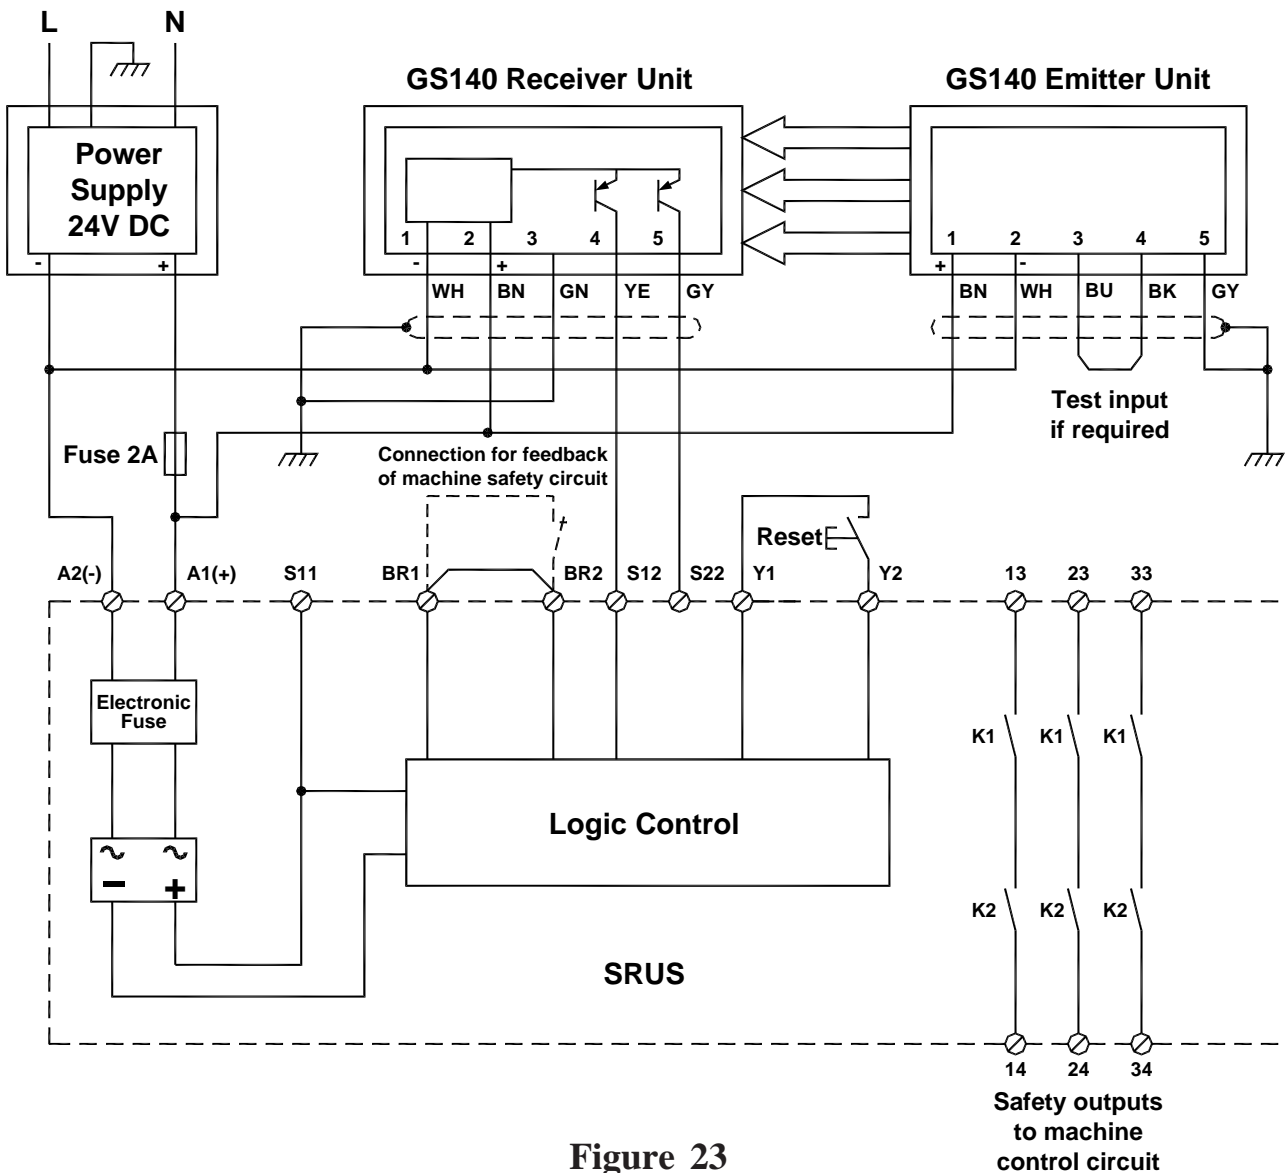 L N
GS140 Receiver Unit
GS140 Emitter Unit
Power
Supply
24V DC
- +
1 2 3 4 5
- +
WH BN GN YE GY
1 2 3 4 5
+ -
BN WH BU BK GY
Test input
if required
Fuse 2A
Connection for feedback
of machine safety circuit
Reset
A2(-) A1(+) S11 BR1 BR2 S12 S22 Y1 Y2 13 23 33
Electronic
Fuse
K1 K1 K1
~ ~
- +
Logic Control
K2 K2 K2
SRUS
14 24 34
Safety outputs
to machine
control circuit
Figure 23